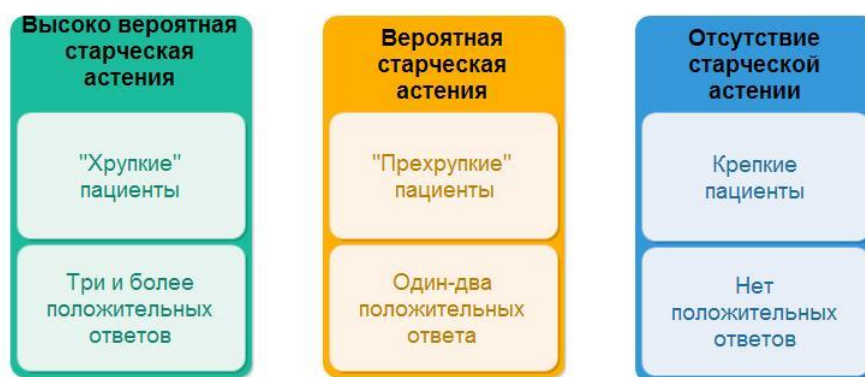 Высоко вероятная
старческая
астения
"Хрупкие"
пациенты
Три и более
положительных
ответов
Вероятная
старческая
астения
"Прехрупкие"
пациенты
Один-два
положительных
ответа
Отсутствие
старческой
астении
Крепкие
пациенты
Нет
положительных
ответов